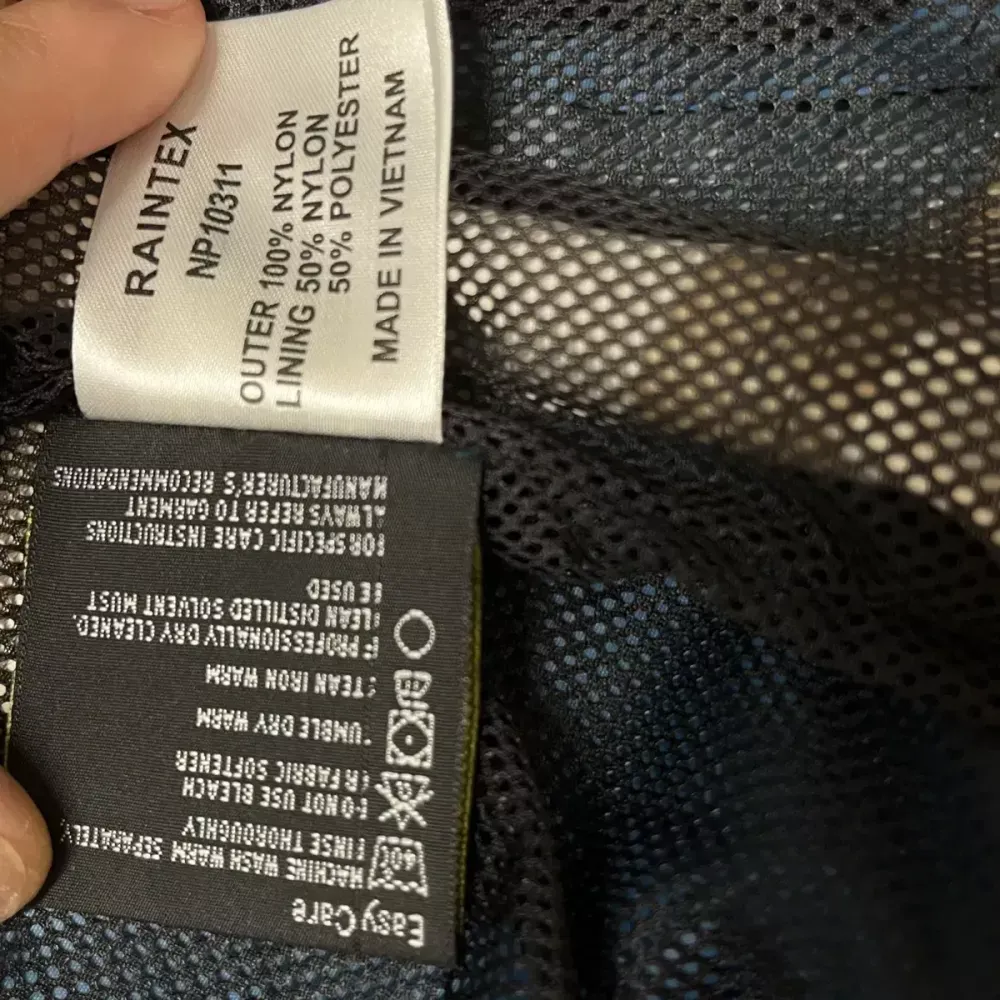 RAINTEX
NP10311
OUTER 100% NYLON
LINING 50% NYLON
50% POLYESTER
MADE IN VIETNAM
Easy Care
MACHINE WASH WARM SEPARATELY
RINSE THOROUGHLY
DO NOT USE BLEACH
OR FABRIC SOFTENER
TUMBLE DRY WARM
STEAN IRON WARM
IF PROFESSIONALLY DRY CLEANED.
CLEAN DISTILLED SOLVENT MUST
BE USED
FOR SPECIFIC CARE INSTRUCTIONS
ALWAYS REFER TO GARMENT
MANUFACTURER'S RECOMMENDATIONS
40